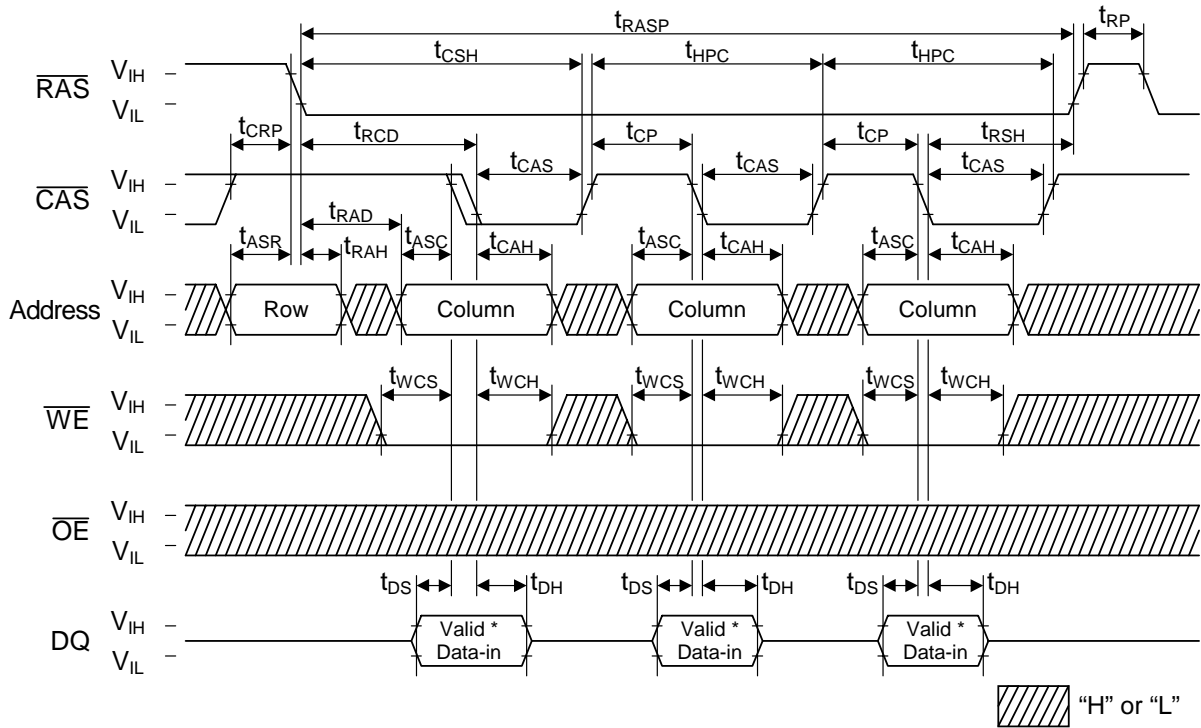 tRASP tRP
tCSH tHPC tHPC
RAS VIH
VIL
tCRP tRCD tCP tCP tRSH
tCAS tCAS tCAS
CAS VIH
VIL
tRAD
tASR tRAH tASC tCAH tASC tCAH tASC tCAH
Address VIH
VIL
Row Column Column Column
tWCS tWCH tWCS tWCH tWCS tWCH
WE VIH
VIL
OE VIH
VIL
tDS tDH tDS tDH tDS tDH
DQ VIH
VIL
Valid * Valid * Valid *
Data-in Data-in Data-in
“H” or “L”